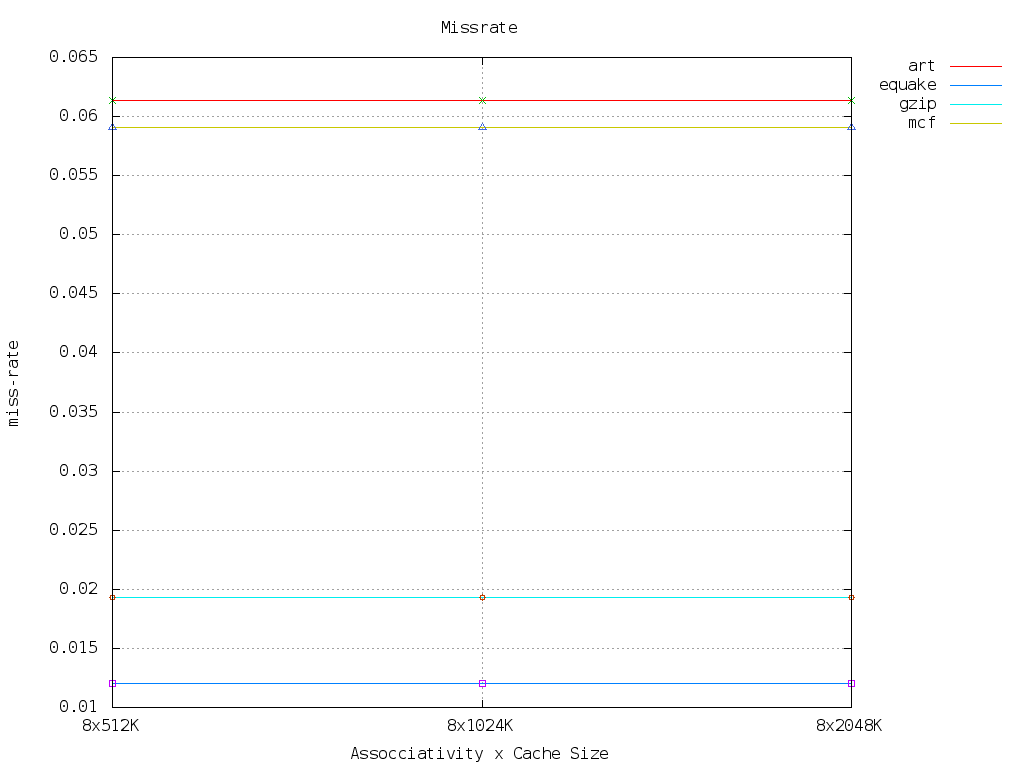 Missrate
0.065
0.06
0.055
0.05
0.045
0.04
0.035
0.03
0.025
0.02
0.015
0.01
miss-rate
8x512K
8x1024K
8x2048K
Assocciativity x Cache Size
art
equake
gzip
mcf